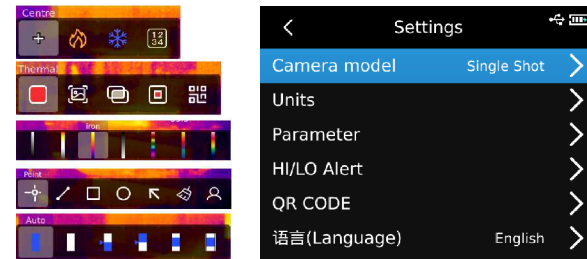 Centre
12
34
Thermal
Iron
Point
Auto
Settings
Camera model Single Shot
Units
Parameter
HI/LO Alert
QR CODE
语言(Language) English